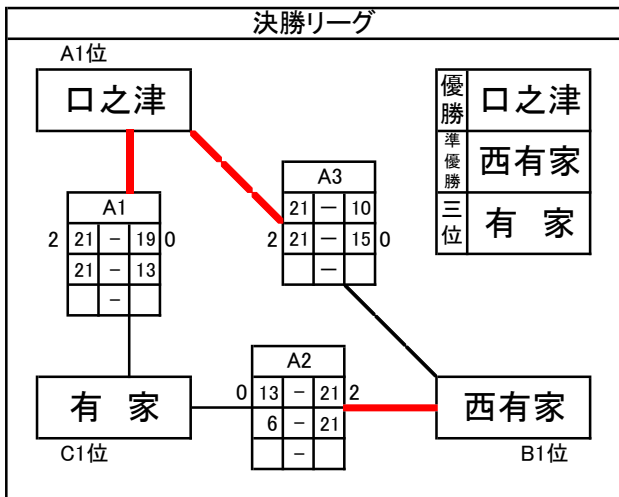 決勝リーグ
A1位
口之津
優勝 口之津
準優勝 西有家
三位 有 家
A1
2 21 - 19 0
21 - 13
-
A3
21 － 10
2 21 － 15 0
－
A2
0 13 - 21 2
6 - 21
-
有 家
C1位
西有家
B1位